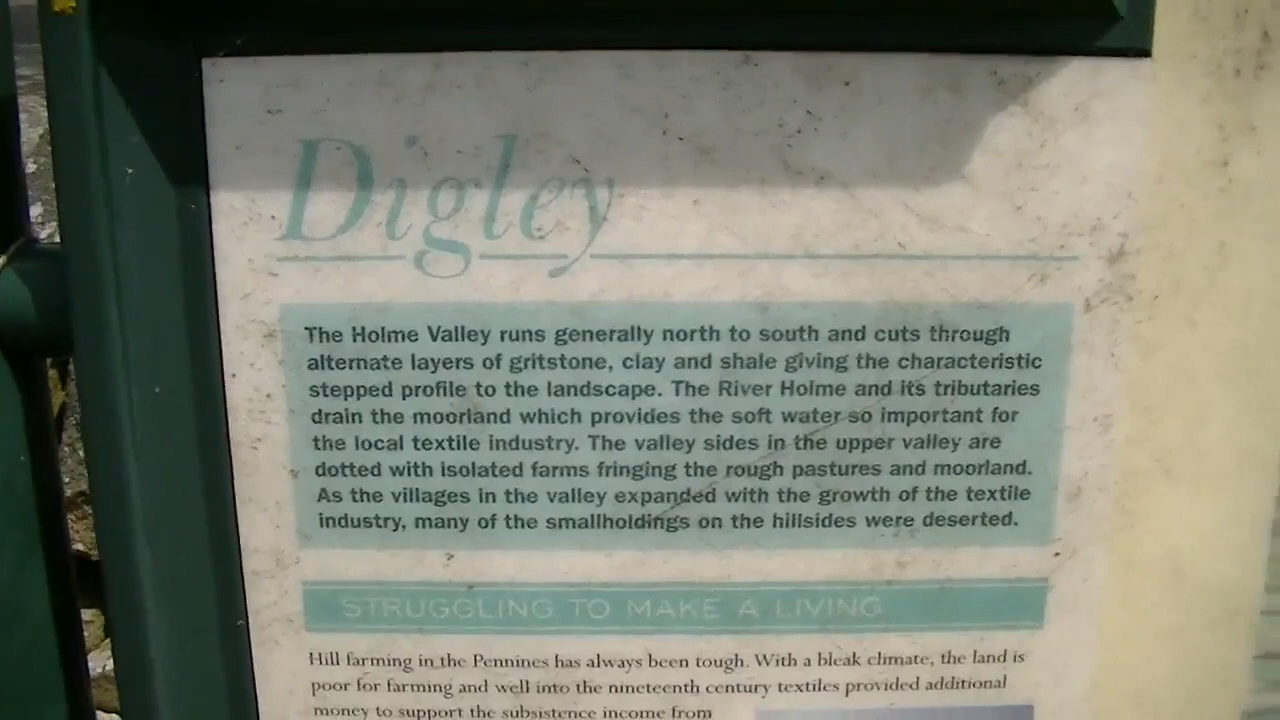 Digley
The Holme Valley runs generally north to south and cuts through
alternate layers of gritstone, clay and shale giving the characteristic
stepped profile to the landscape. The River Holme and its tributaries
drain the moorland which provides the soft water so important for
the local textile industry. The valley sides in the upper valley are
dotted with isolated farms fringing the rough pastures and moorland.
As the villages in the valley expanded with the growth of the textile
industry, many of the smallholdings on the hillsides were deserted.
STRUGGLING TO MAKE A LIVING
Hill farming in the Pennines has always been tough. With a bleak climate, the land is
poor for farming and well into the nineteenth century textiles provided additional
money to support the subsistence income from